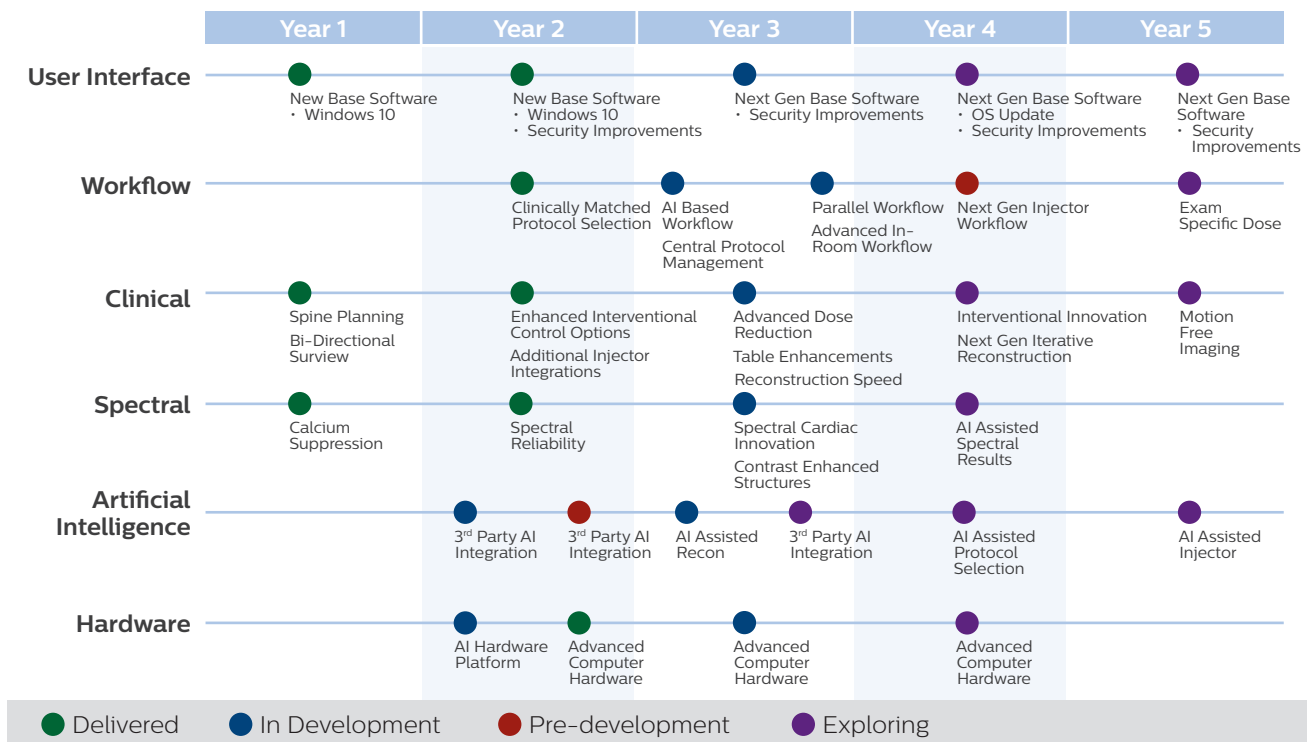 Year 1
Year 2
Year 3
Year 4
Year 5
User Interface
New Base Software
• Windows 10
New Base Software
• Windows 10
• Security Improvements
Next Gen Base Software
• Security Improvements
Next Gen Base Software
• OS Update
• Security Improvements
Next Gen Base
Software
• Security
Improvements
Workflow
Clinically Matched
Protocol Selection
AI Based
Workflow
Central Protocol
Management
Parallel Workflow
Advanced In-
Room Workflow
Next Gen Injector
Workflow
Exam
Specific Dose
Clinical
Spine Planning
Bi-Directional
Surview
Enhanced Interventional
Control Options
Additional Injector
Integrations
Advanced Dose
Reduction
Table Enhancements
Reconstruction Speed
Interventional Innovation
Next Gen Iterative
Reconstruction
Motion
Free
Imaging
Spectral
Calcium
Suppression
Spectral
Reliability
Spectral Cardiac
Innovation
Contrast Enhanced
Structures
AI Assisted
Spectral
Results
Artificial
Intelligence
3rd Party AI
Integration
3rd Party AI
Integration
AI Assisted
Recon
3rd Party AI
Integration
AI Assisted
Protocol
Selection
AI Assisted
Injector
Hardware
AI Hardware
Platform
Advanced
Computer
Hardware
Advanced
Computer
Hardware
Advanced
Computer
Hardware
Delivered
In Development
Pre-development
Exploring